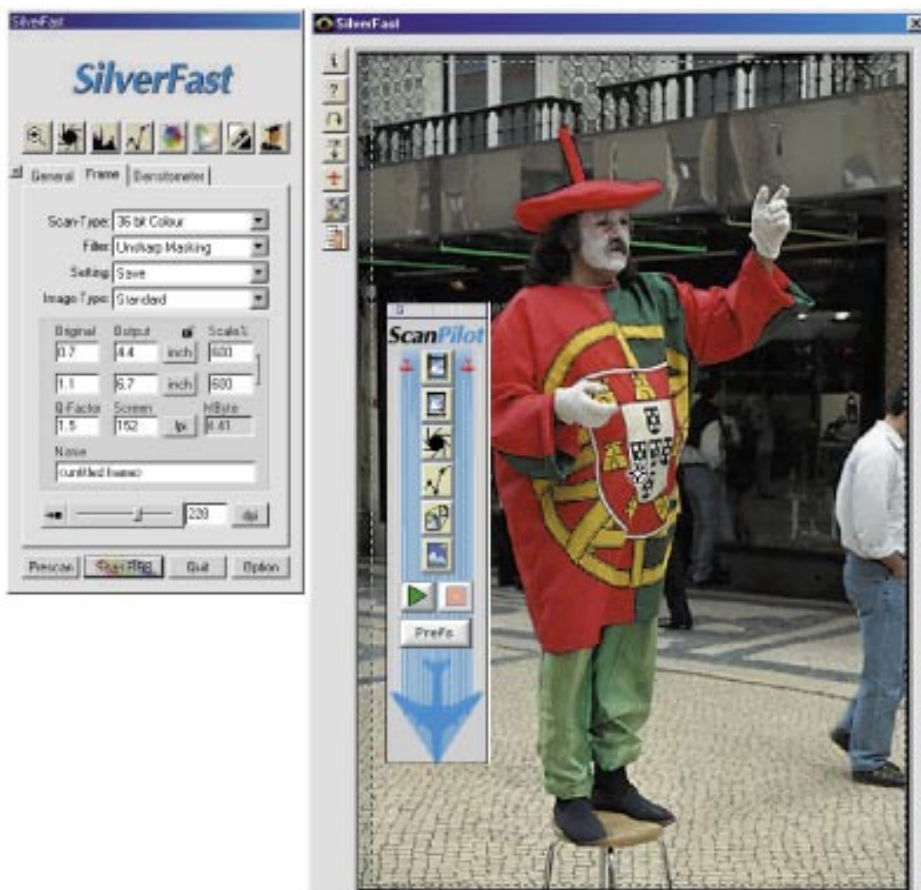 SilverFast
SilverFast
General Frame Densitometer
Scan-Type: 36 bit Colour
Filter: Unsharp Masking
Setting: Save
Image Type: Standard
Original Output Scale%
0.7 4.4 inch 600
1.1 6.7 inch 600
Q-Factor Screen MByte
1.5 152 lpi 4.41
Name
<untitled frame>
228 dpi
Prescan Scan RGB Quit Option
SilverFast
i
?
ScanPilot
Prefs